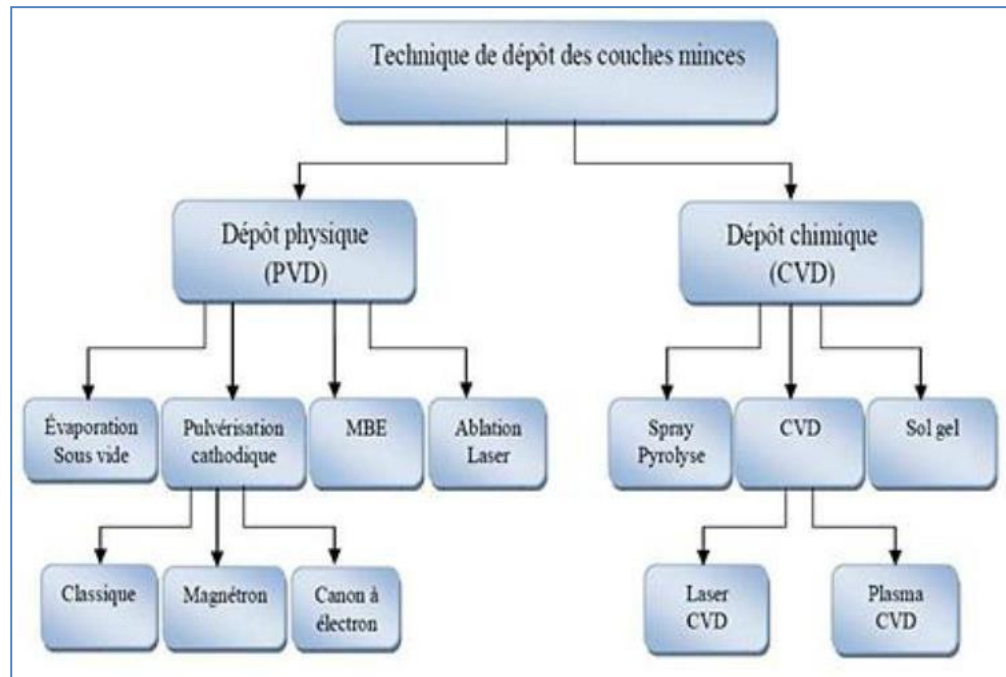 Technique de dépôt des couches minces
Dépôt physique
(PVD)
Dépôt chimique
(CVD)
Évaporation
Sous vide
Pulvérisation
cathodique
MBE
Ablation
Laser
Spray
Pyrolyse
CVD
Sol gel
Classique
Magnétron
Canon à
électron
Laser
CVD
Plasma
CVD